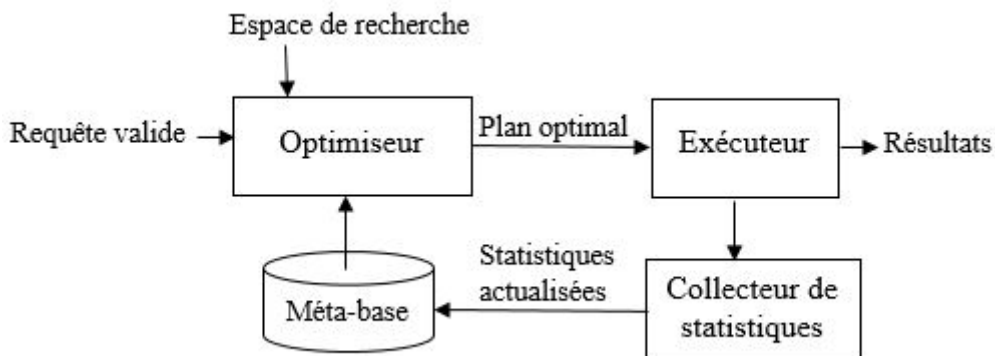 Espace de recherche
Requête valide
Optimiseur
Plan optimal
Exécuteur
Résultats
Méta-base
Statistiques
actualisées
Collecteur de
statistiques